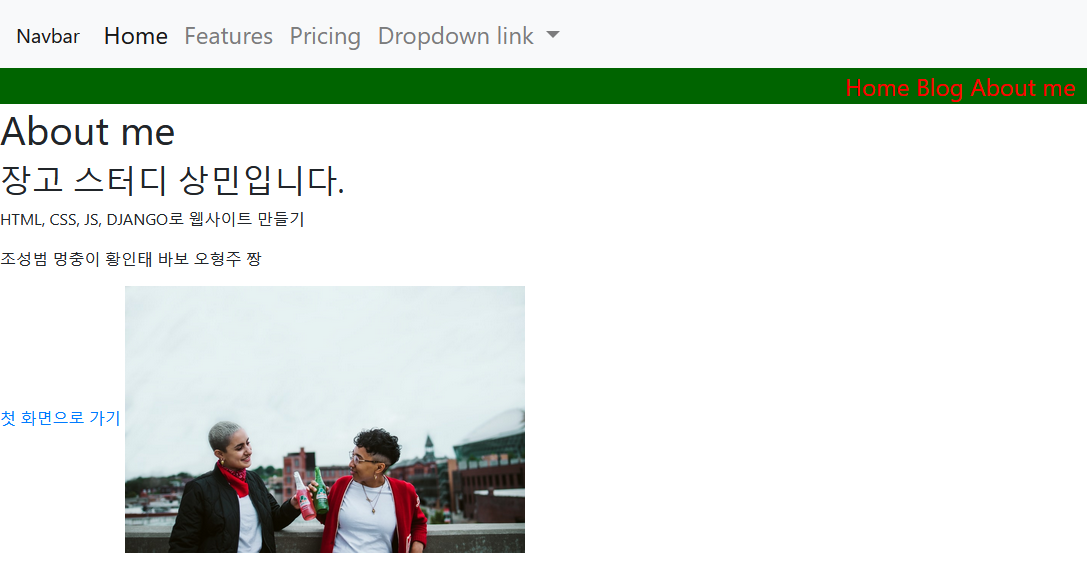 Navbar Home Features Pricing Dropdown link
Home Blog About me
About me
장고 스터디 상민입니다.
HTML, CSS, JS, DJANGO로 웹사이트 만들기
조성범 멍충이 황인태 바보 오형주 짱
첫 화면으로 가기